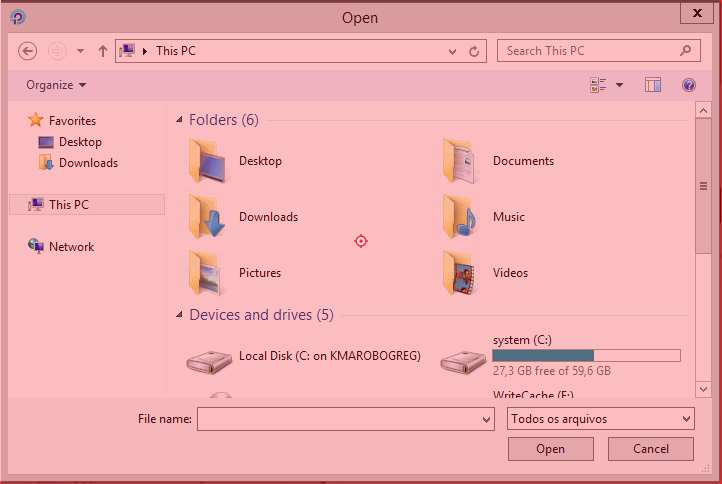 Open
This PC
Search This PC
Organize
Favorites
Desktop
Downloads
This PC
Network
Folders (6)
Desktop
Documents
Downloads
Music
Pictures
Videos
Devices and drives (5)
Local Disk (C: on KMAROBOGREG)
system (C:)
27,3 GB free of 59,6 GB
WriteCache (E:)
File name:
Todos os arquivos
Open
Cancel